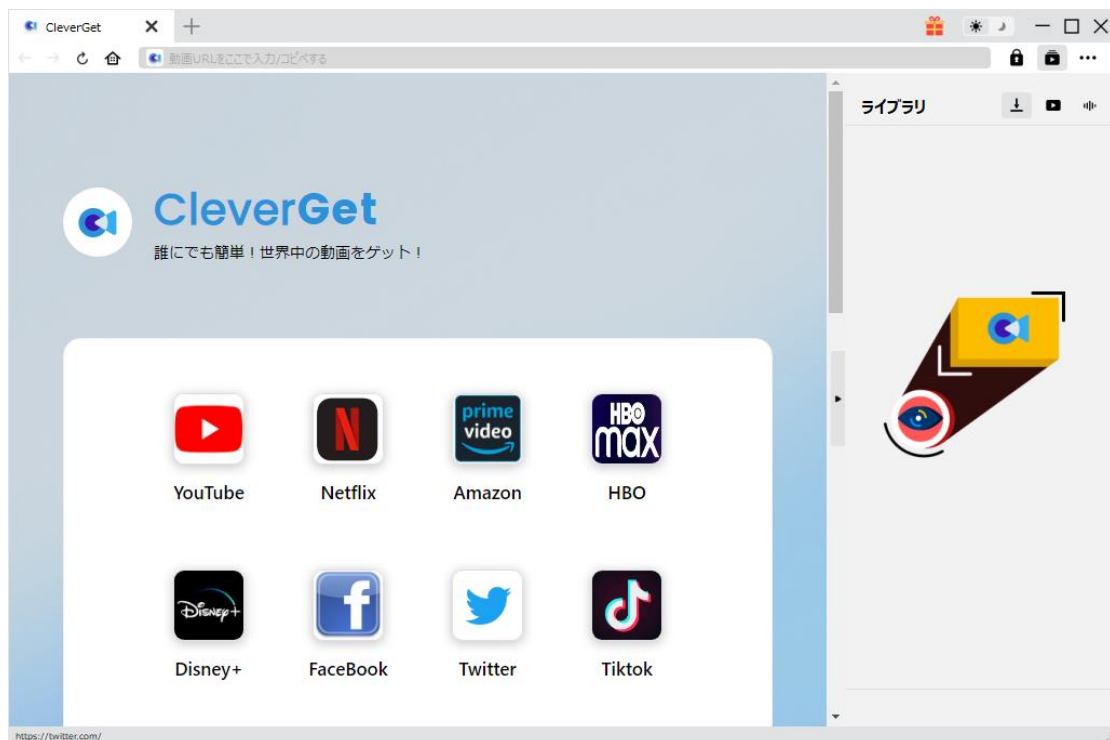 CleverGet
動画URLをここで入力/コピペする
ライブラリ
CleverGet
誰にでも簡単！世界中の動画をゲット！
prime video
HBO max
YouTube
Netflix
Amazon
HBO
Disney+
Disney+
FaceBook
Twitter
Tiktok
https://twitter.com/